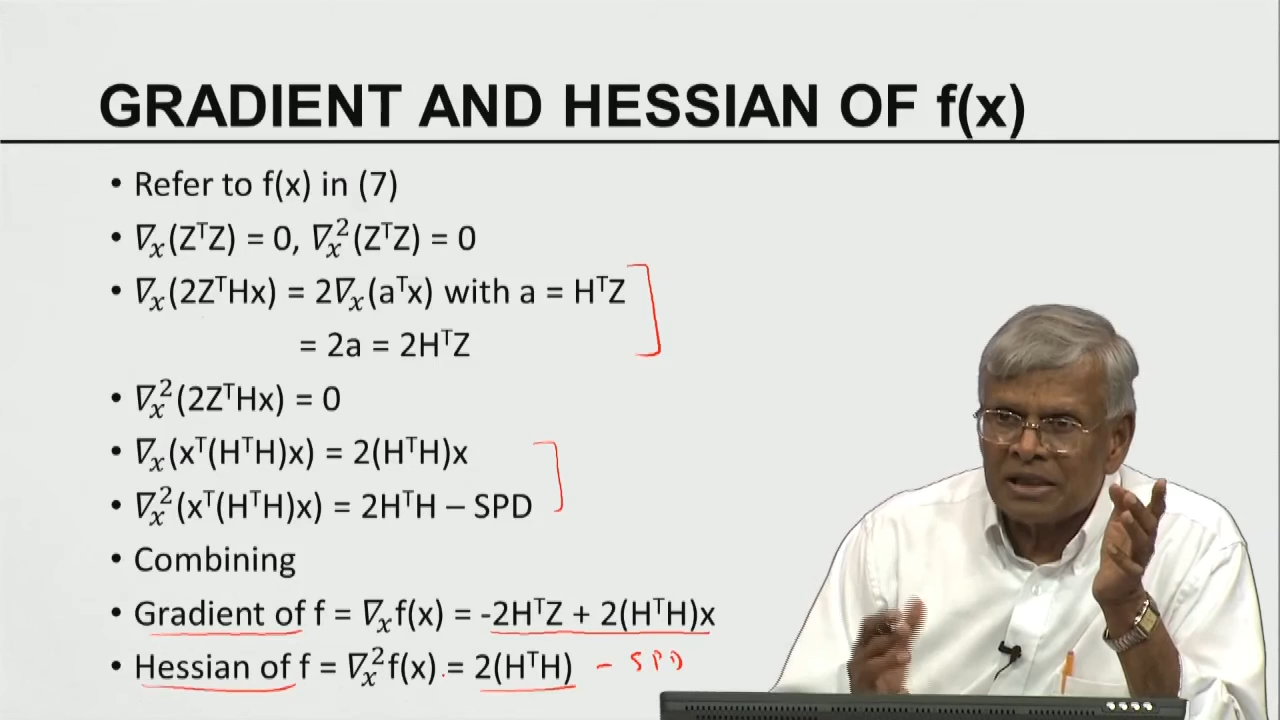 GRADIENT AND HESSIAN OF f(x)
• Refer to f(x) in (7)
• ∇ₓ(ZᵀZ) = 0, ∇ₓ²(ZᵀZ) = 0
• ∇ₓ(2ZᵀHx) = 2∇ₓ(aᵀx) with a = HᵀZ
= 2a = 2HᵀZ
• ∇ₓ²(2ZᵀHx) = 0
• ∇ₓ(xᵀ(HᵀH)x) = 2(HᵀH)x
• ∇ₓ²(xᵀ(HᵀH)x) = 2HᵀH – SPD
• Combining
• Gradient of f = ∇ₓf(x) = -2HᵀZ + 2(HᵀH)x
• Hessian of f = ∇ₓ²f(x) = 2(HᵀH) – SPD